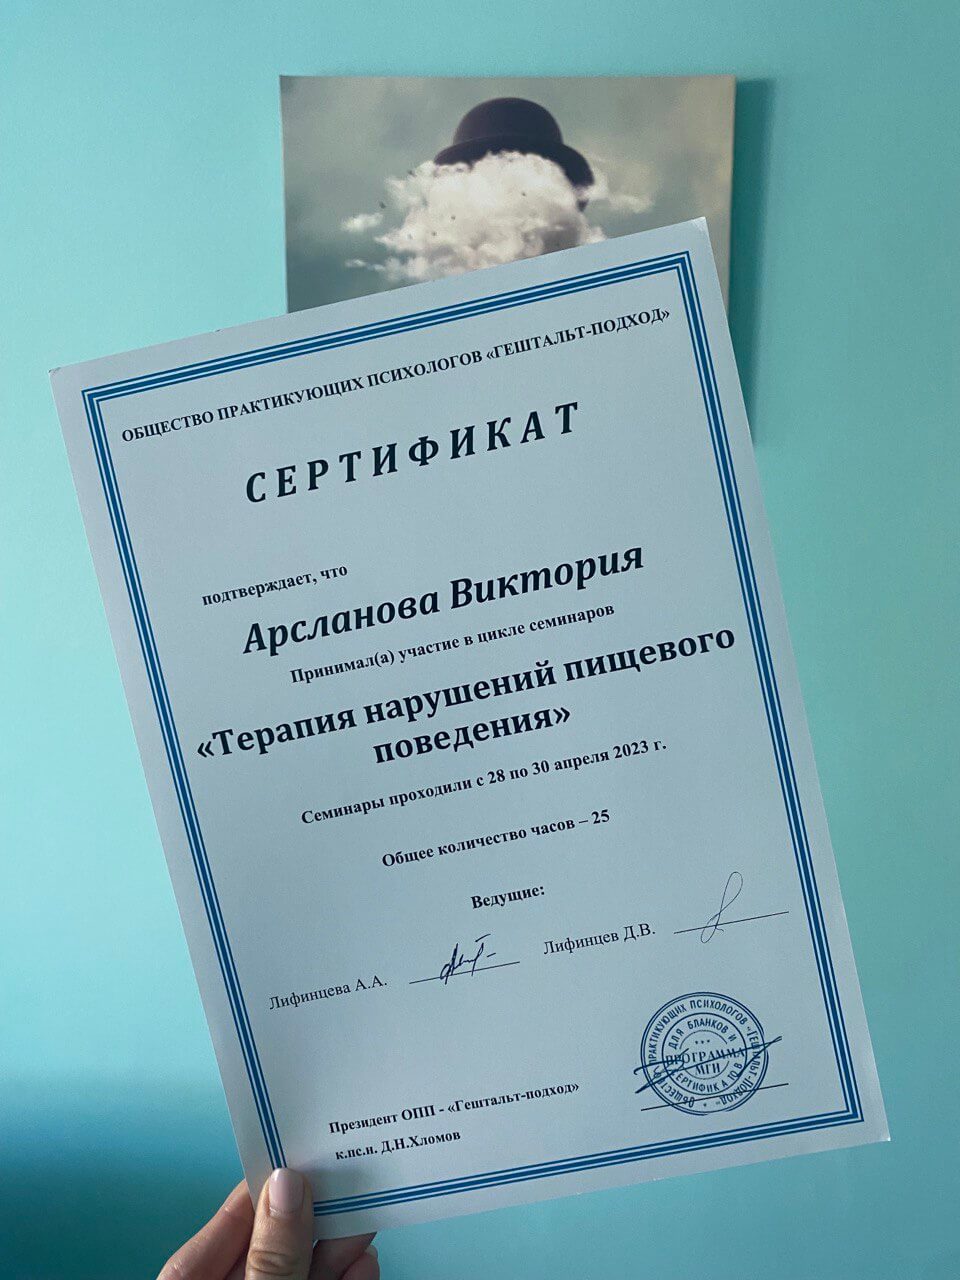 ОБЩЕСТВО ПРАКТИКУЮЩИХ ПСИХОЛОГОВ «ГЕШТАЛЬТ-ПОДХОД»
СЕРТИФИКАТ
подтверждает, что
Арсланова Виктория
Принимал(а) участие в цикле семинаров
«Терапия нарушений пищевого
поведения»
Семинары проходили с 28 по 30 апреля 2023 г.
Общее количество часов – 25
Ведущие:
Лифинцева А.А.
Лифинцев Д.В.
ОБЩЕСТВО ПРАКТИКУЮЩИХ ПСИХОЛОГОВ «ГЕШТАЛЬТ-ПОДХОД»
ДЛЯ БЛАНКОВ И
СЕРТИФИКАТОВ
ПРОГРАММА
МГИ
Президент ОПП - «Гештальт-подход»
к.пс.н. Д.Н.Хломов